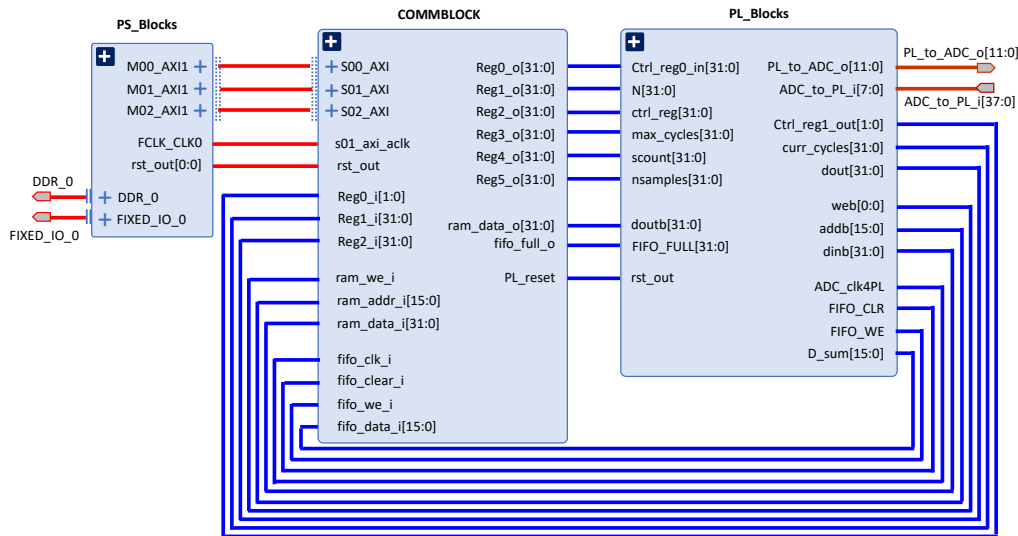 PS_Blocks
M00_AXI1
M01_AXI1
M02_AXI1
FCLK_CLK0
rst_out[0:0]
DDR_0
DDR_0
FIXED_IO_0
FIXED_IO_0
COMMBLOCK
S00_AXI
S01_AXI
S02_AXI
s01_axi_aclk
rst_out
Reg0_i[1:0]
Reg1_i[31:0]
Reg2_i[31:0]
ram_we_i
ram_addr_i[15:0]
ram_data_i[31:0]
fifo_clk_i
fifo_clear_i
fifo_we_i
fifo_data_i[15:0]
Reg0_o[31:0]
Reg1_o[31:0]
Reg2_o[31:0]
Reg3_o[31:0]
Reg4_o[31:0]
Reg5_o[31:0]
ram_data_o[31:0]
fifo_full_o
PL_reset
PL_Blocks
Ctrl_reg0_in[31:0]
N[31:0]
ctrl_reg[31:0]
max_cycles[31:0]
scount[31:0]
nsamples[31:0]
doutb[31:0]
FIFO_FULL[31:0]
rst_out
PL_to_ADC_o[11:0]
ADC_to_PL_i[7:0]
Ctrl_reg1_out[1:0]
curr_cycles[31:0]
dout[31:0]
web[0:0]
addb[15:0]
dinb[31:0]
ADC_clk4PL
FIFO_CLR
FIFO_WE
D_sum[15:0]
PL_to_ADC_o[11:0]
ADC_to_PL_i[37:0]